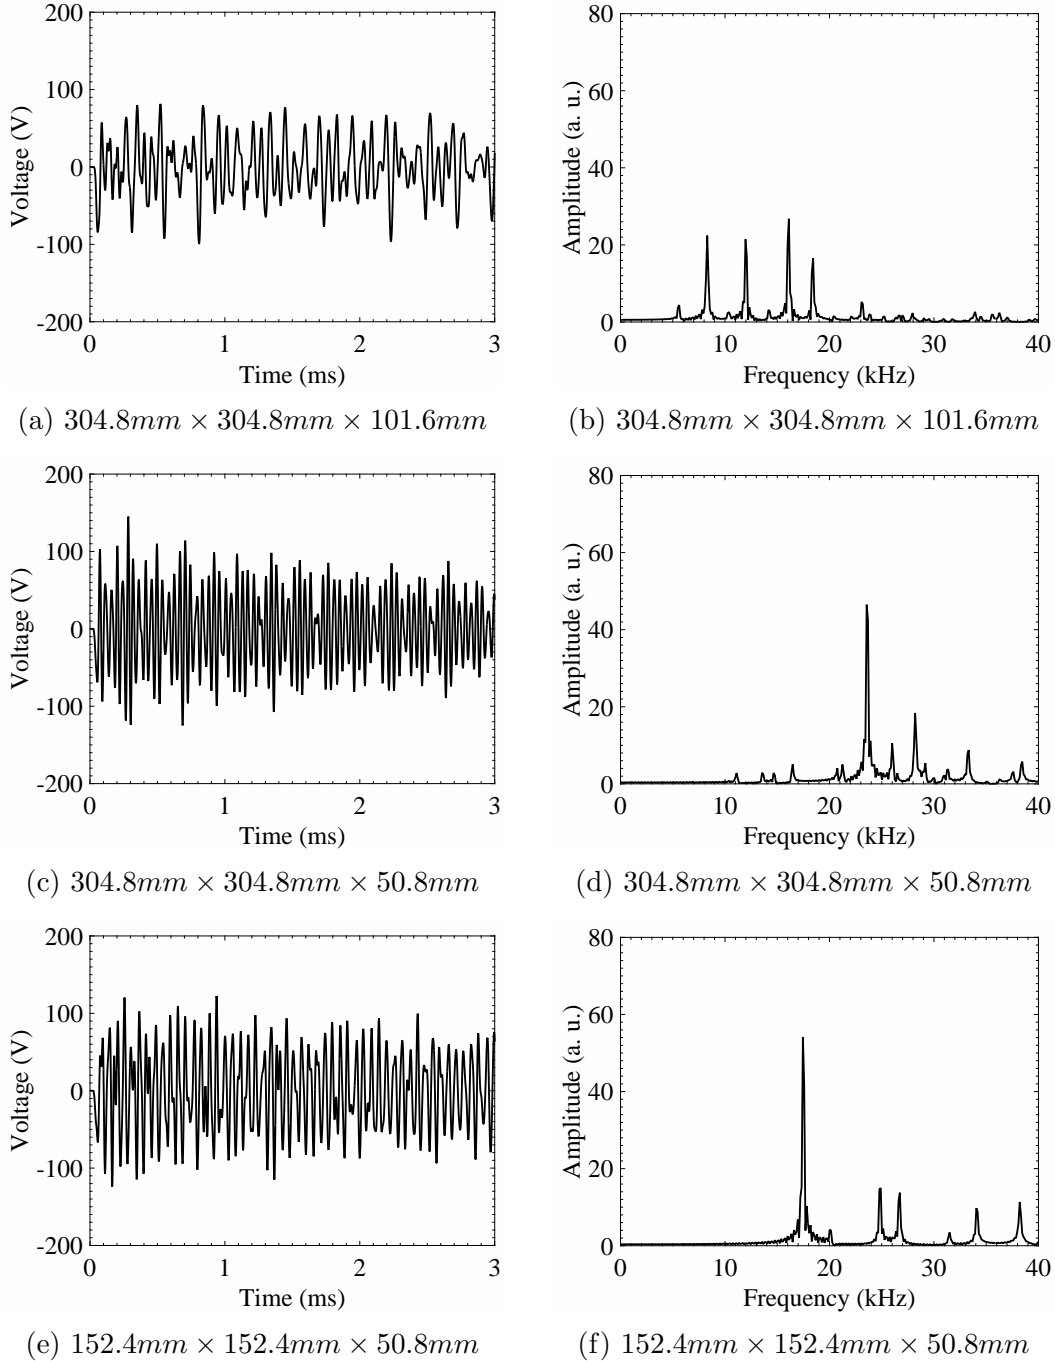 200
100
0
-100
-200
Voltage (V)
0 1 2 3
Time (ms)
80
60
40
20
0
Amplitude (a. u.)
0 10 20 30 40
Frequency (kHz)
(a) 304.8mm × 304.8mm × 101.6mm
(b) 304.8mm × 304.8mm × 101.6mm
200
100
0
-100
-200
Voltage (V)
0 1 2 3
Time (ms)
80
60
40
20
0
Amplitude (a. u.)
0 10 20 30 40
Frequency (kHz)
(c) 304.8mm × 304.8mm × 50.8mm
(d) 304.8mm × 304.8mm × 50.8mm
200
100
0
-100
-200
Voltage (V)
0 1 2 3
Time (ms)
80
60
40
20
0
Amplitude (a. u.)
0 10 20 30 40
Frequency (kHz)
(e) 152.4mm × 152.4mm × 50.8mm
(f) 152.4mm × 152.4mm × 50.8mm